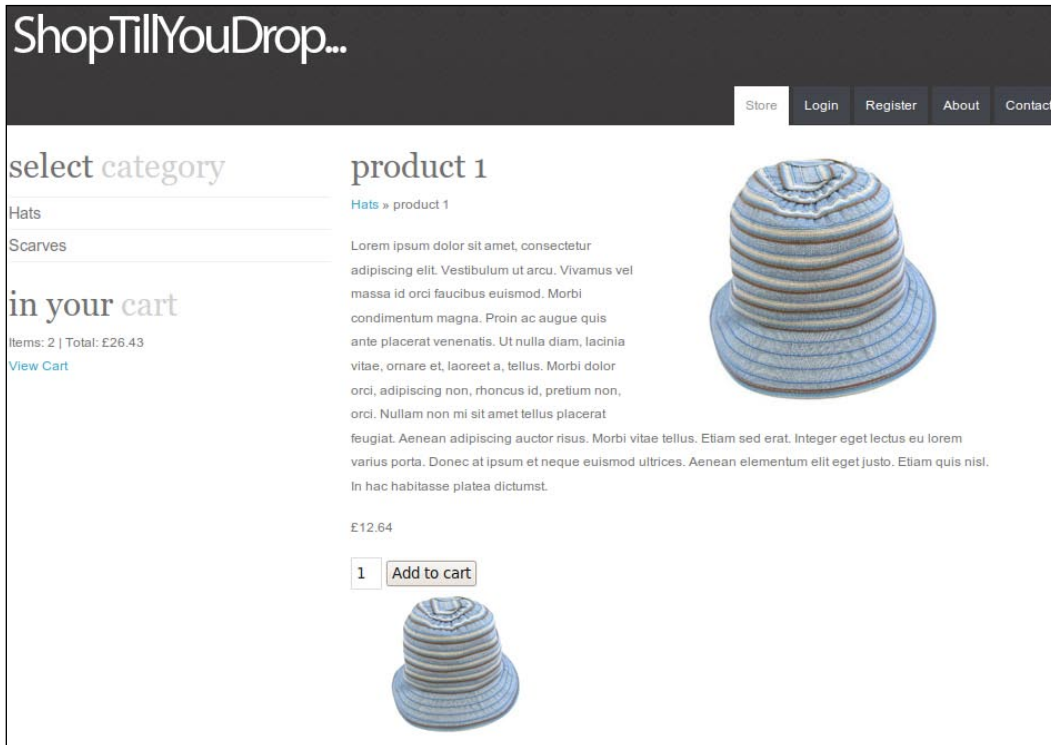 ShopTillYouDrop...
Store Login Register About Contact
select category
Hats
Scarves
in your cart
Items: 2 | Total: £26.43
View Cart
product 1
Hats » product 1
Lorem ipsum dolor sit amet, consectetur
adipiscing elit. Vestibulum ut arcu. Vivamus vel
massa id orci faucibus euismod. Morbi
condimentum magna. Proin ac augue quis
ante placerat venenatis. Ut nulla diam, lacinia
vitae, ornare et, laoreet a, tellus. Morbi dolor
orci, adipiscing non, rhoncus id, pretium non,
orci. Nullam non mi sit amet tellus placerat
feugiat. Aenean adipiscing auctor risus. Morbi vitae tellus. Etiam sed erat. Integer eget lectus eu lorem
varius porta. Donec at ipsum et neque euismod ultrices. Aenean elementum elit eget justo. Etiam quis nisl.
In hac habitasse platea dictumst.
£12.64
1 Add to cart